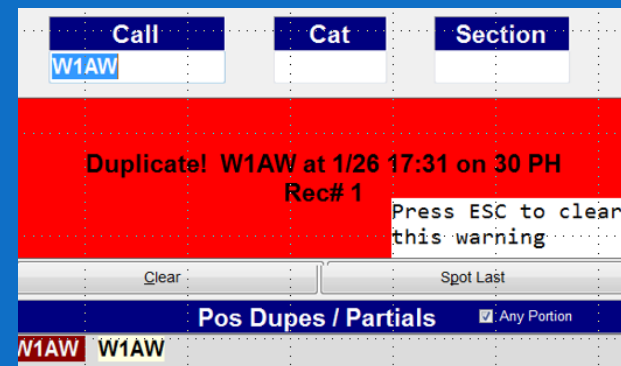 Call Cat Section
W1AW
Duplicate! W1AW at 1/26 17:31 on 30 PH
Rec# 1
Press ESC to clear
this warning
Clear Spot Last
Pos Dupes / Partials Any Portion
W1AW W1AW